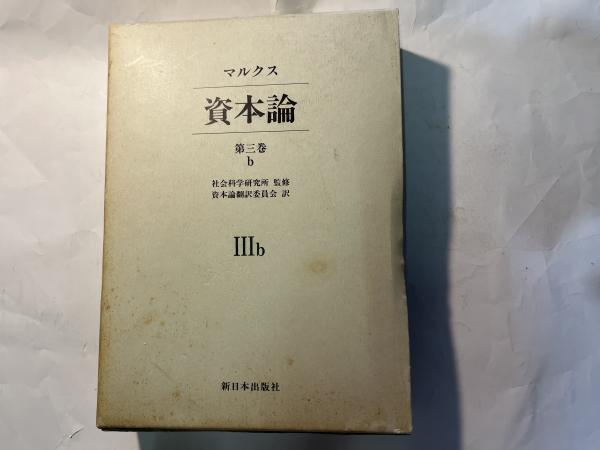 マルクス
資本論
第三巻
b
社会科学研究所 監修
資本論翻訳委員会 訳
IIIb
新日本出版社